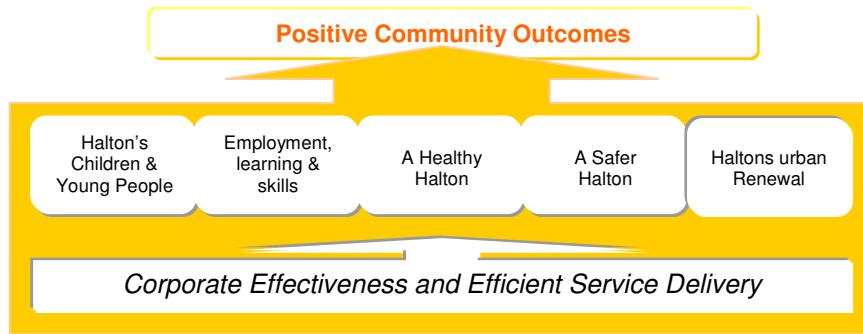 Positive Community Outcomes
Halton's
Children &
Young People
Employment,
learning &
skills
A Healthy
Halton
A Safer
Halton
Haltons urban
Renewal
Corporate Effectiveness and Efficient Service Delivery